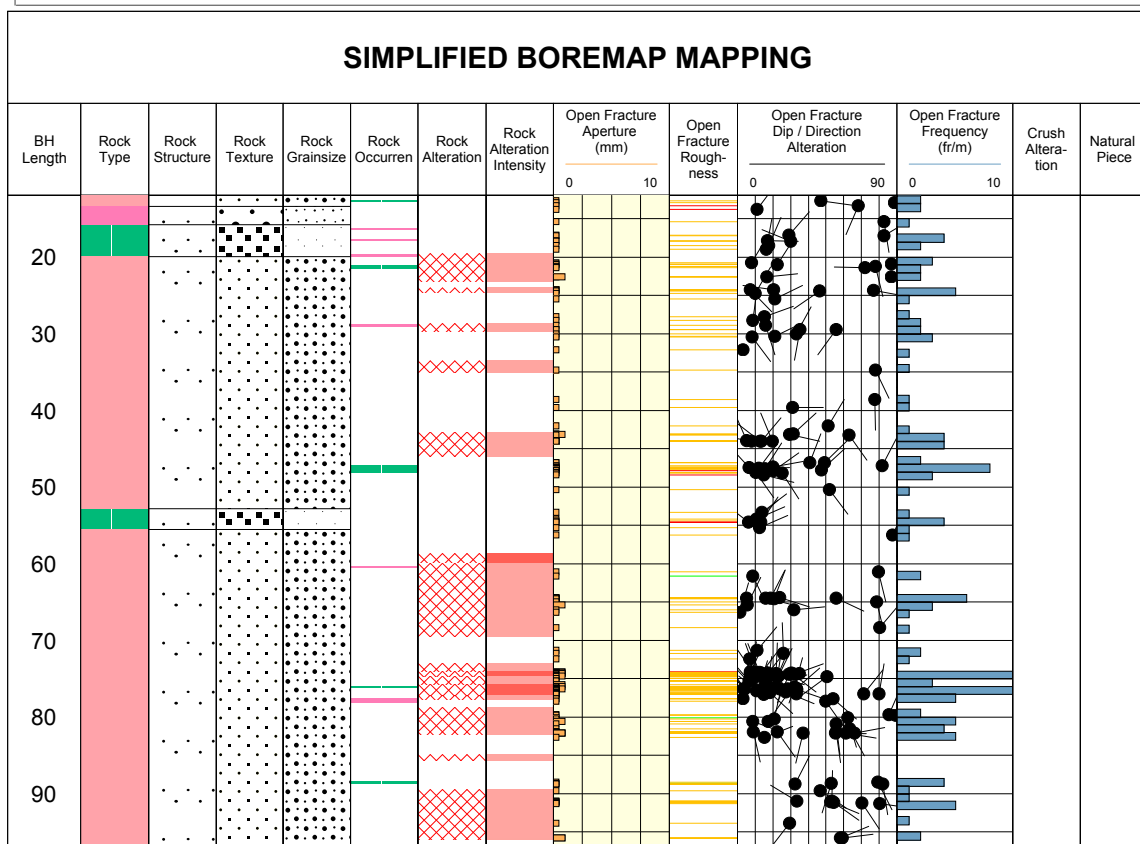 SIMPLIFIED BOREMAP MAPPING
BH
Length
Rock
Type
Rock
Structure
Rock
Texture
Rock
Grainsize
Rock
Occurren
Rock
Alteration
Rock
Alteration
Intensity
Open Fracture
Aperture
(mm)
0 10
Open
Fracture
Rough-
ness
Open Fracture
Dip / Direction
Alteration
0 90
Open Fracture
Frequency
(fr/m)
0 10
Crush
Altera-
tion
Natural
Piece
20
30
40
50
60
70
80
90